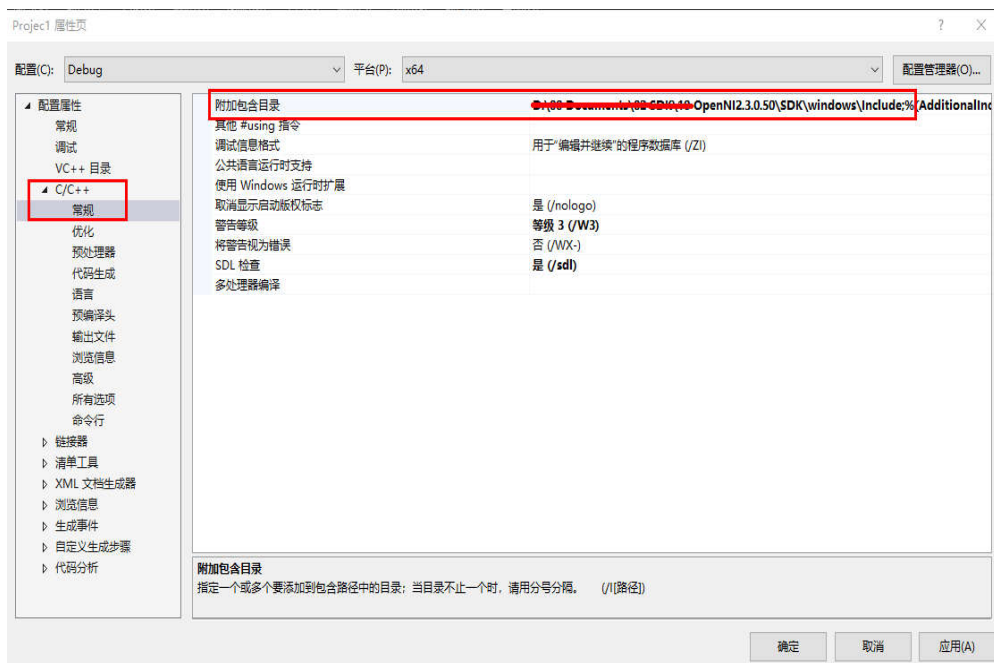 Projec1 属性页
配置(C): Debug 平台(P): x64 配置管理器(O)...
配置属性
常规
调试
VC++ 目录
C/C++
常规
优化
预处理器
代码生成
语言
预编译头
输出文件
浏览信息
高级
所有选项
命令行
链接器
清单工具
XML 文档生成器
浏览信息
生成事件
自定义生成步骤
代码分析
附加包含目录 OpenNI2.3.0.50\SDK\windows\Include;%(AdditionalInc
其他 #using 指令
调试信息格式 用于“编辑并继续”的程序数据库 (/ZI)
公共语言运行时支持
使用 Windows 运行时扩展
取消显示启动版权标志 是 (/nologo)
警告等级 等级 3 (/W3)
将警告视为错误 否 (/WX-)
SDL 检查 是 (/sdl)
多处理器编译
附加包含目录
指定一个或多个要添加到包含路径中的目录；当目录不止一个时，请用分号分隔。 (/I[路径])
确定 取消 应用(A)